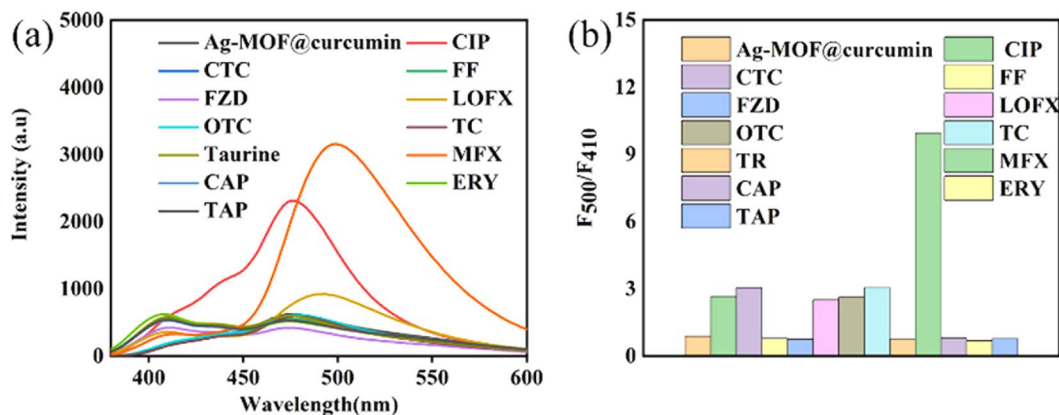 (a)
5000
4000
3000
2000
1000
0
Intensity (a.u)
Ag-MOF@curcumin
CTC
FZD
OTC
Taurine
CAP
TAP
CIP
FF
LOFX
TC
MFX
ERY
400
450
500
550
600
Wavelength(nm)
(b)
15
12
9
6
3
0
F500/F410
Ag-MOF@curcumin
CTC
FZD
OTC
TR
CAP
TAP
CIP
FF
LOFX
TC
MFX
ERY